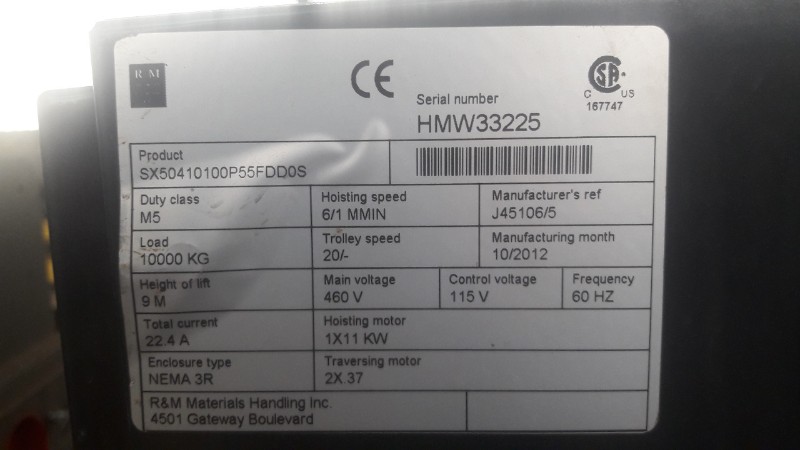 R M
CE
CSA
C US
167747
Serial number
HMW33225
Product
SX50410100P55FDD0S
Duty class
M5
Hoisting speed
6/1 MMIN
Manufacturer's ref
J45106/5
Load
10000 KG
Trolley speed
20/-
Manufacturing month
10/2012
Height of lift
9 M
Main voltage
460 V
Control voltage
115 V
Frequency
60 HZ
Total current
22.4 A
Hoisting motor
1X11 KW
Enclosure type
NEMA 3R
Traversing motor
2X.37
R&M Materials Handling Inc.
4501 Gateway Boulevard